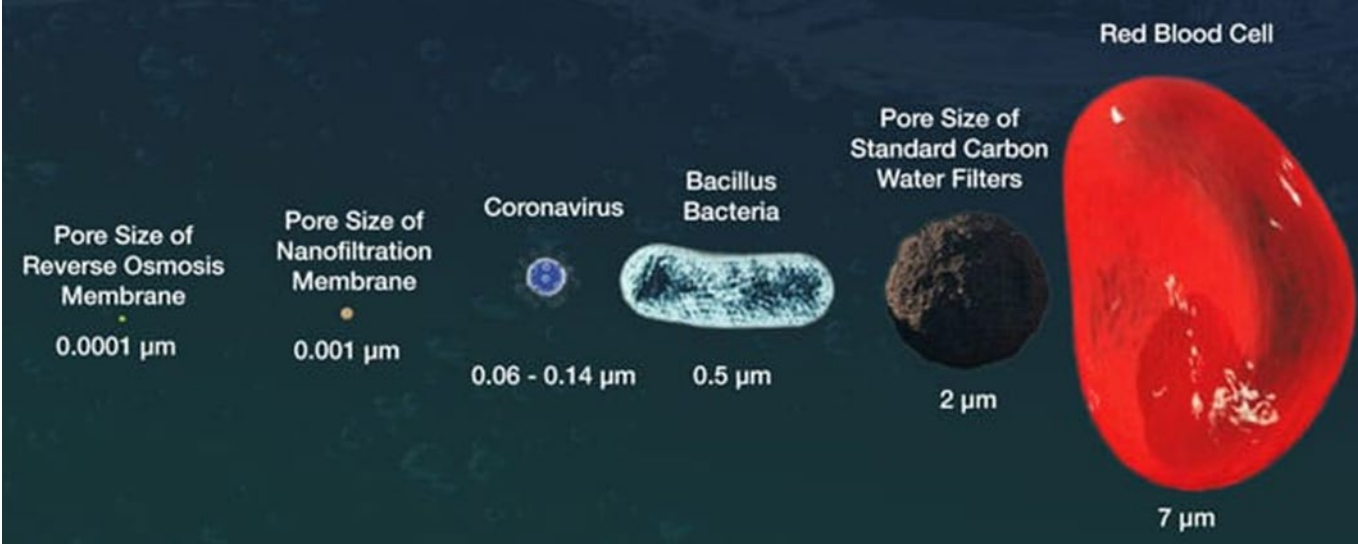 Pore Size of
Reverse Osmosis
Membrane
0.0001 µm
Pore Size of
Nanofiltration
Membrane
0.001 µm
Coronavirus
0.06 - 0.14 µm
Bacillus
Bacteria
0.5 µm
Pore Size of
Standard Carbon
Water Filters
2 µm
Red Blood Cell
7 µm